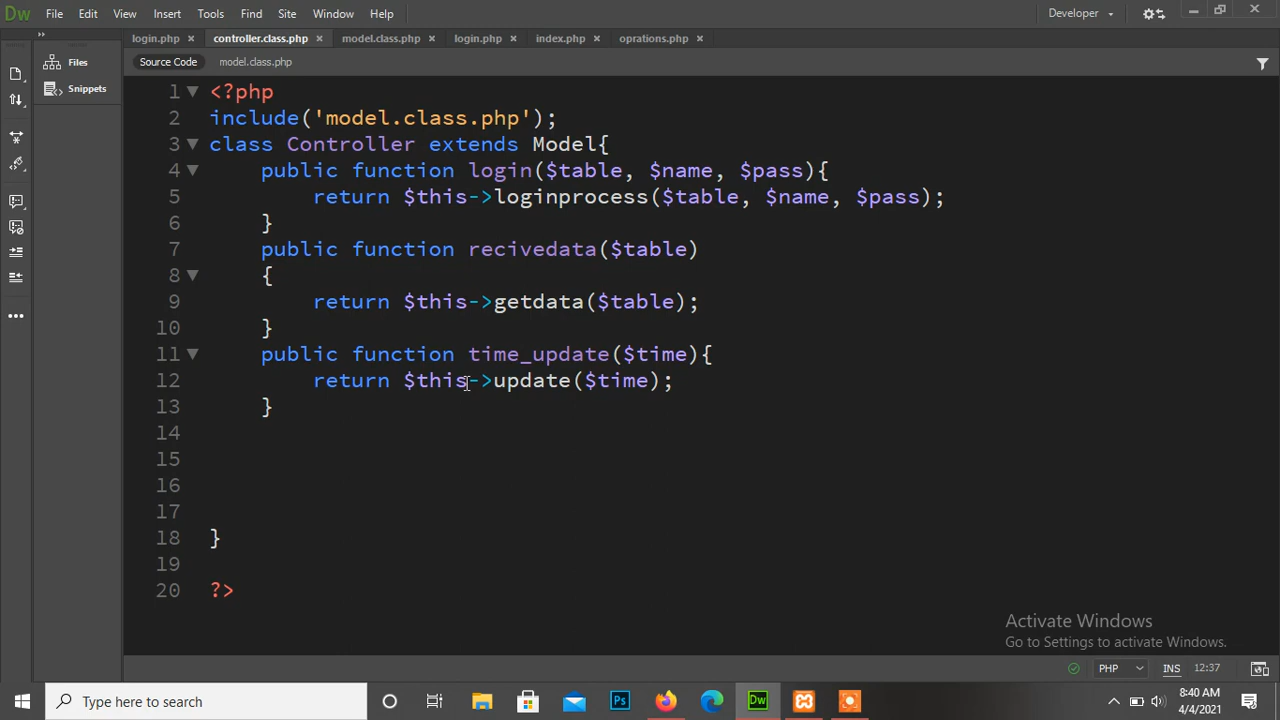 Dw File Edit View Insert Tools Find Site Window Help Developer
login.php controller.class.php model.class.php login.php index.php oprations.php
Files
Snippets
Source Code model.class.php
1 <?php
2 include('model.class.php');
3 class Controller extends Model{
4 public function login($table, $name, $pass){
5 return $this->loginprocess($table, $name, $pass);
6 }
7 public function recivedata($table)
8 {
9 return $this->getdata($table);
10 }
11 public function time_update($time){
12 return $this->update($time);
13 }
14
15
16
17
18 }
19
20 ?>
Activate Windows
Go to Settings to activate Windows.
PHP INS 12:37
Type here to search
Ps
Dw
8:40 AM
4/4/2021